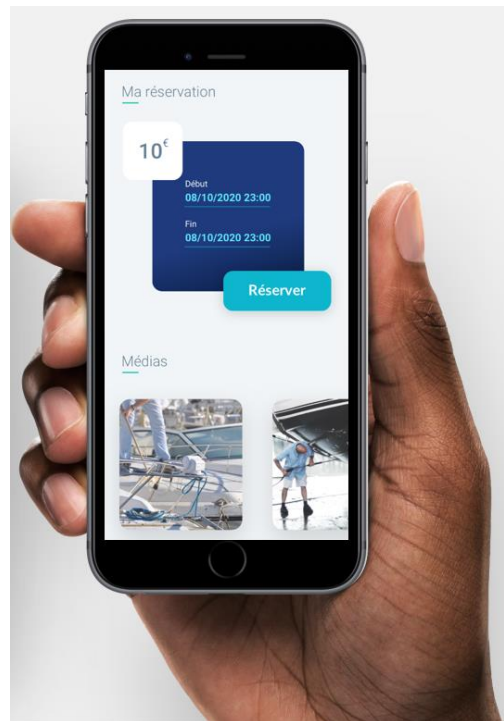 Ma réservation
10€
Début
08/10/2020 23:00
Fin
08/10/2020 23:00
Réserver
Médias